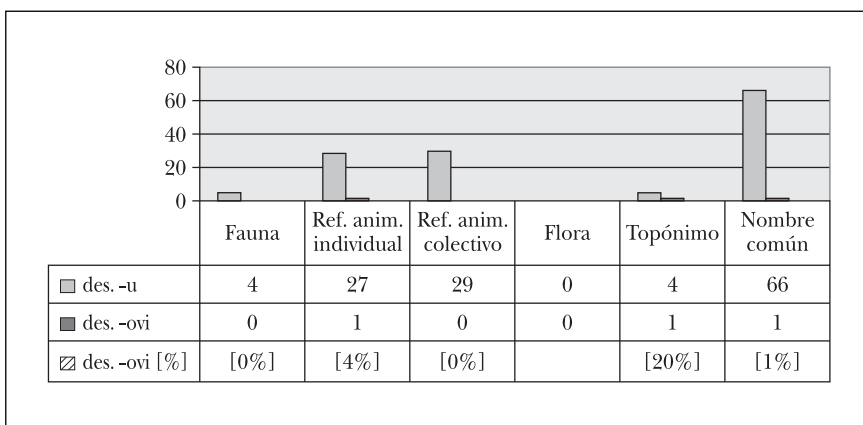 80
60
40
20
0
Fauna Ref. anim. individual Ref. anim. colectivo Flora Topónimo Nombre común
des. -u 4 27 29 0 4 66
des. -ovi 0 1 0 0 1 1
des. -ovi [%] [0%] [4%] [0%] [20%] [1%]